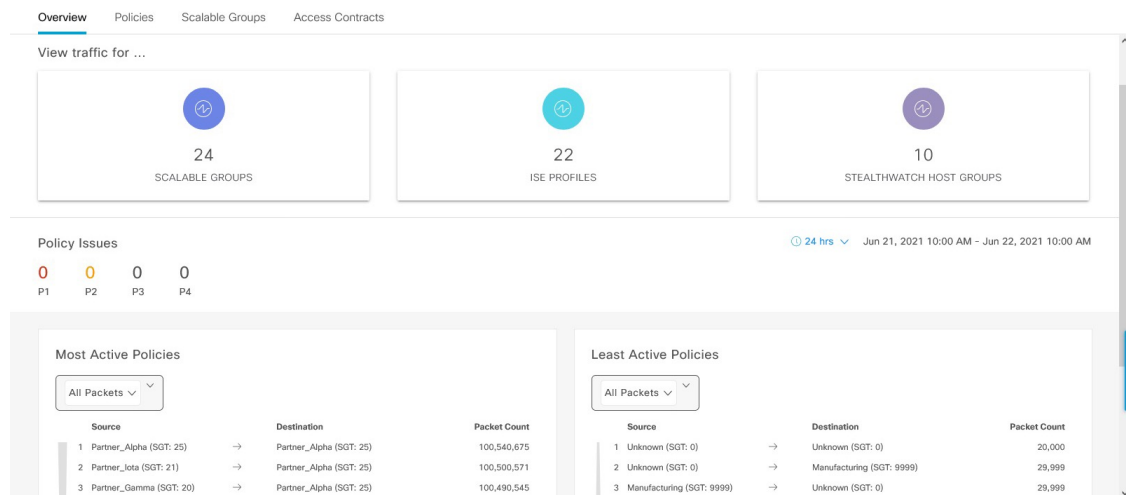 Overview Policies Scalable Groups Access Contracts
View traffic for ...
24
SCALABLE GROUPS
22
ISE PROFILES
10
STEALTHWATCH HOST GROUPS
Policy Issues
24 hrs Jun 21, 2021 10:00 AM - Jun 22, 2021 10:00 AM
0 0 0 0
P1 P2 P3 P4
Most Active Policies
All Packets
Source Destination Packet Count
1 Partner_Alpha (SGT: 25) → Partner_Alpha (SGT: 25) 100,540,675
2 Partner_Iota (SGT: 21) → Partner_Alpha (SGT: 25) 100,500,571
3 Partner_Gamma (SGT: 20) → Partner_Alpha (SGT: 25) 100,490,545
Least Active Policies
All Packets
Source Destination Packet Count
1 Unknown (SGT: 0) → Unknown (SGT: 0) 20,000
2 Unknown (SGT: 0) → Manufacturing (SGT: 9999) 29,999
3 Manufacturing (SGT: 9999) → Unknown (SGT: 0) 29,999